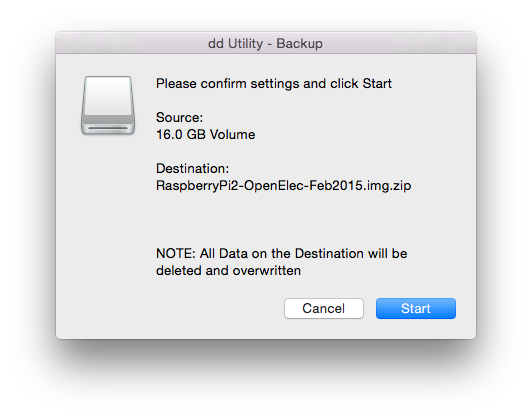 dd Utility - Backup
Please confirm settings and click Start
Source:
16.0 GB Volume
Destination:
RaspberryPi2-OpenElec-Feb2015.img.zip
NOTE: All Data on the Destination will be
deleted and overwritten
Cancel
Start